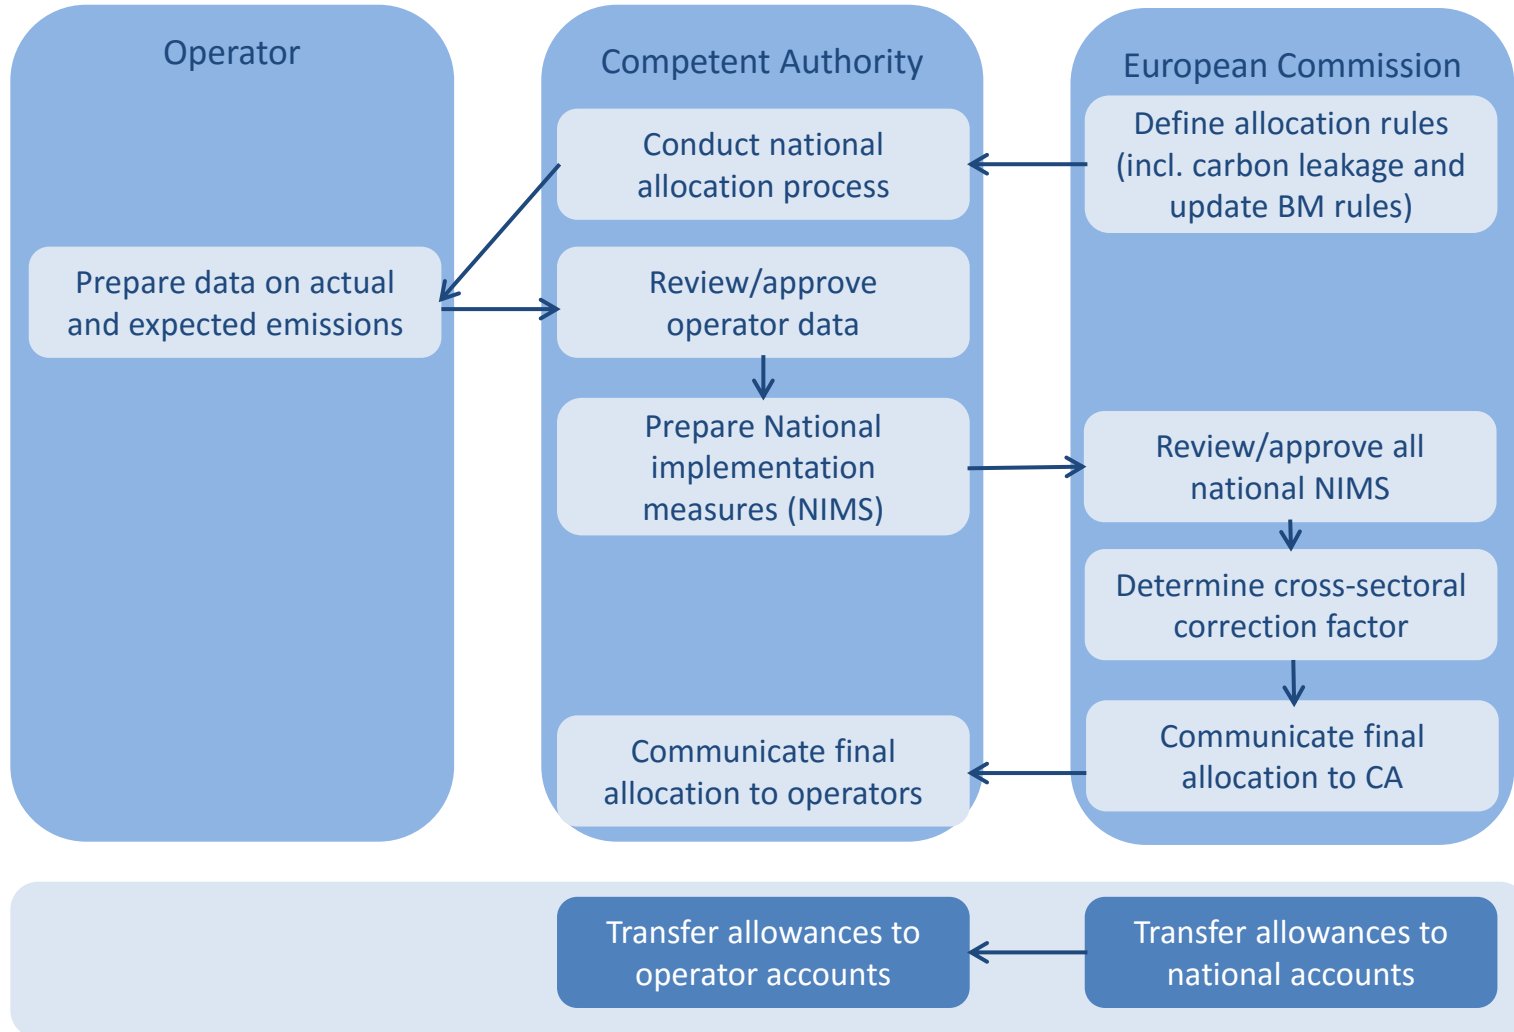 Operator
Competent Authority
European Commission
Conduct national
allocation process
Define allocation rules
(incl. carbon leakage and
update BM rules)
Prepare data on actual
and expected emissions
Review/approve
operator data
Prepare National
implementation
measures (NIMS)
Review/approve all
national NIMS
Determine cross-sectoral
correction factor
Communicate final
allocation to operators
Communicate final
allocation to CA
Transfer allowances to
operator accounts
Transfer allowances to
national accounts